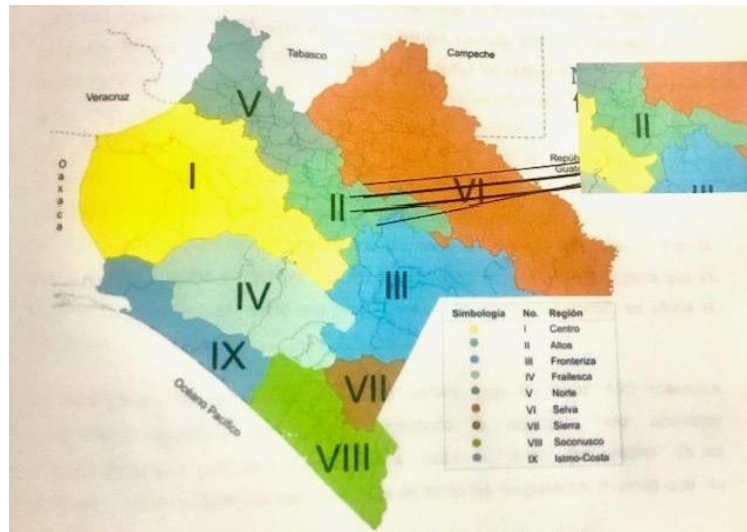 Tabasco
Campeche
Veracruz
Oaxaca
V
I
II
VI
II
III
IV
III
IX
VII
VIII
Océano Pacífico
Simbología No. Región
I Centro
II Altos
III Fronteriza
IV Frailesca
V Norte
VI Selva
VII Sierra
VIII Soconusco
IX Istmo-Costa